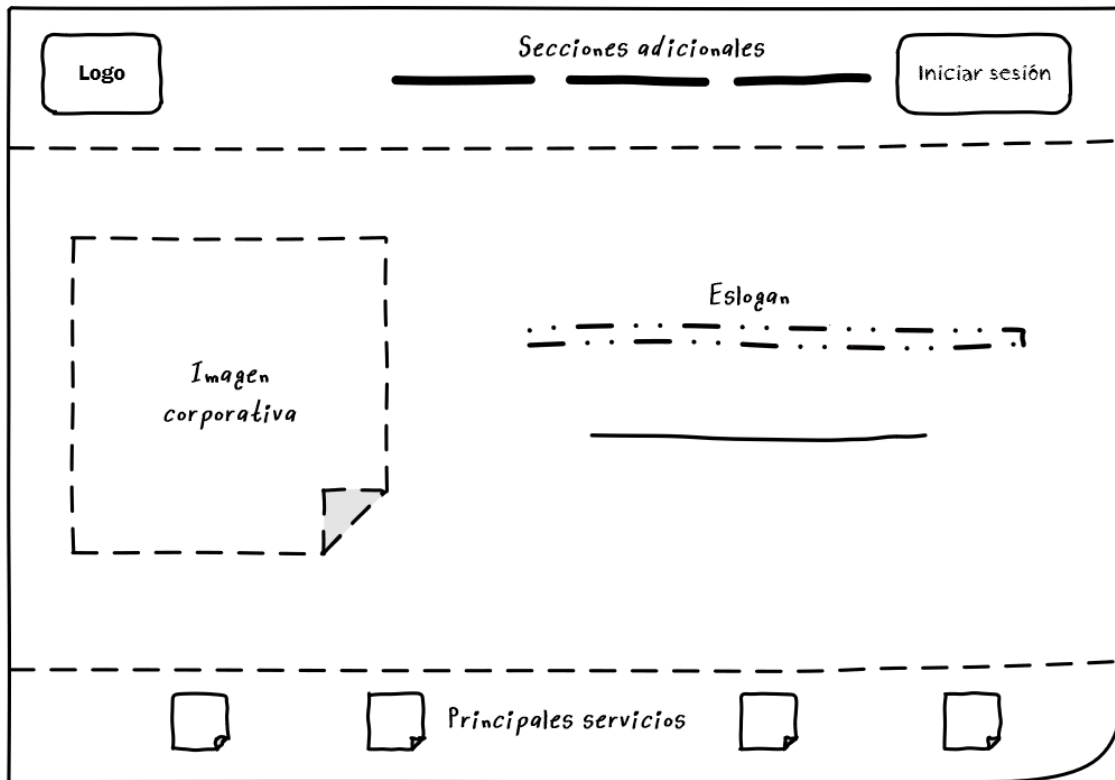 Logo
Secciones adicionales
Iniciar sesión
Eslogan
Imagen
corporativa
Principales servicios